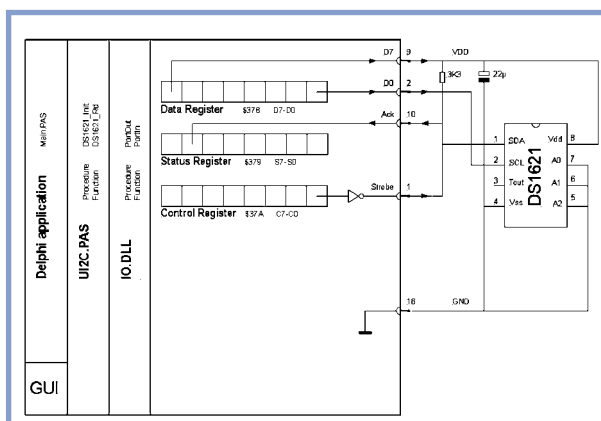 Delphi application
Main.PAS
UI2C.PAS
Procedure DS1621_Init
Function DS1621_Rd
IO.DLL
Procedure PortOut
Function PortIn
GUI
Data Register $378 D7-D0
Status Register $379 S7-S0
Control Register $37A C7-C0
D7 9
D0 2
Ack 10
Strobe 1
18 GND
VDD
3K3
22µ
DS1621
1 SDA
2 SCL
3 Tout
4 Vss
Vdd 8
A0 7
A1 6
A2 5